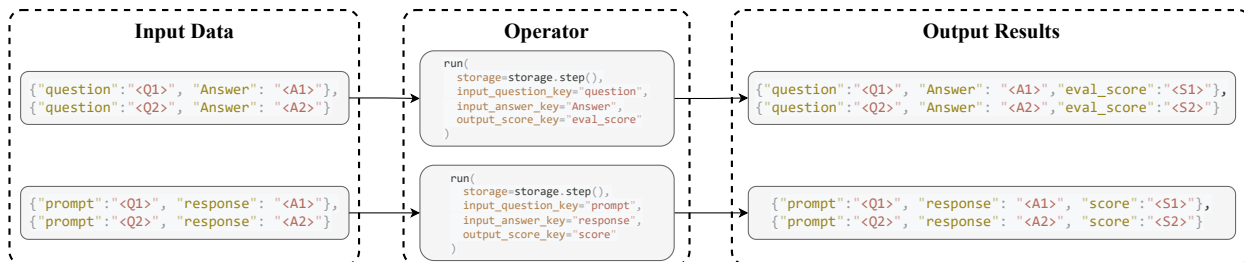 Input Data
{"question":"<Q1>", "Answer": "<A1>"},
{"question":"<Q2>", "Answer": "<A2>"}
{"prompt":"<Q1>", "response": "<A1>"},
{"prompt":"<Q2>", "response": "<A2>"}
Operator
run(
storage=storage.step(),
input_question_key="question",
input_answer_key="Answer",
output_score_key="eval_score"
)
run(
storage=storage.step(),
input_question_key="prompt",
input_answer_key="response",
output_score_key="score"
)
Output Results
{"question":"<Q1>", "Answer": "<A1>","eval_score":"<S1>"},
{"question":"<Q2>", "Answer": "<A2>","eval_score":"<S2>"}
{"prompt":"<Q1>", "response": "<A1>", "score":"<S1>"},
{"prompt":"<Q2>", "response": "<A2>", "score":"<S2>"}